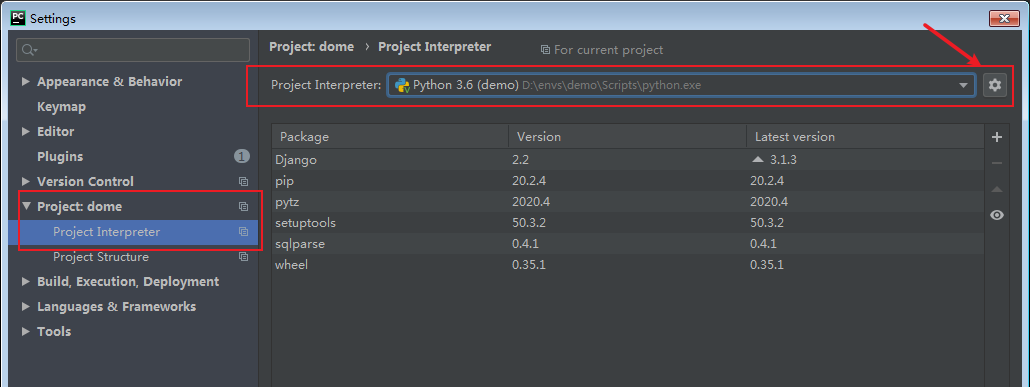 PC Settings
Project: dome › Project Interpreter For current project
Project Interpreter: Python 3.6 (demo) D:\envs\demo\Scripts\python.exe
Appearance & Behavior
Keymap
Editor
Plugins 1
Version Control
Project: dome
Project Interpreter
Project Structure
Build, Execution, Deployment
Languages & Frameworks
Tools
Package Version Latest version
Django 2.2 3.1.3
pip 20.2.4 20.2.4
pytz 2020.4 2020.4
setuptools 50.3.2 50.3.2
sqlparse 0.4.1 0.4.1
wheel 0.35.1 0.35.1